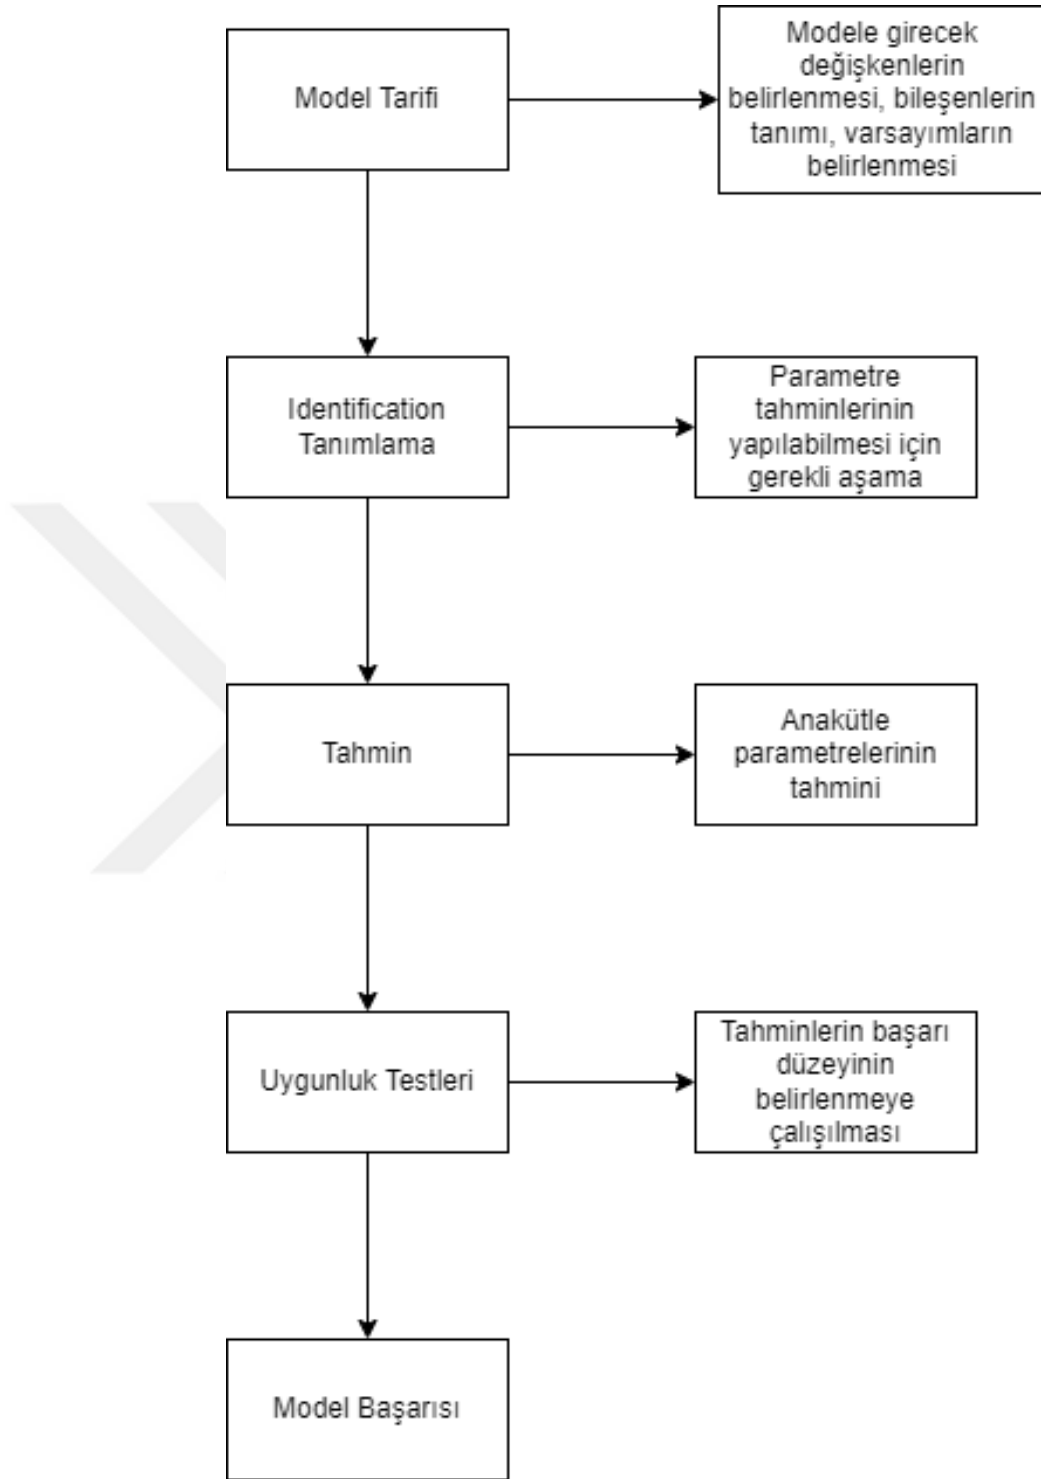 Model Tarifi
Modele girecek
değişkenlerin
belirlenmesi, bileşenlerin
tanımı, varsayımların
belirlenmesi
Identification
Tanımlama
Parametre
tahminlerinin
yapılabilmesi için
gerekli aşama
Tahmin
Anakütle
parametrelerinin
tahmini
Uygunluk Testleri
Tahminlerin başarı
düzeyinin
belirlenmeye
çalışılması
Model Başarısı